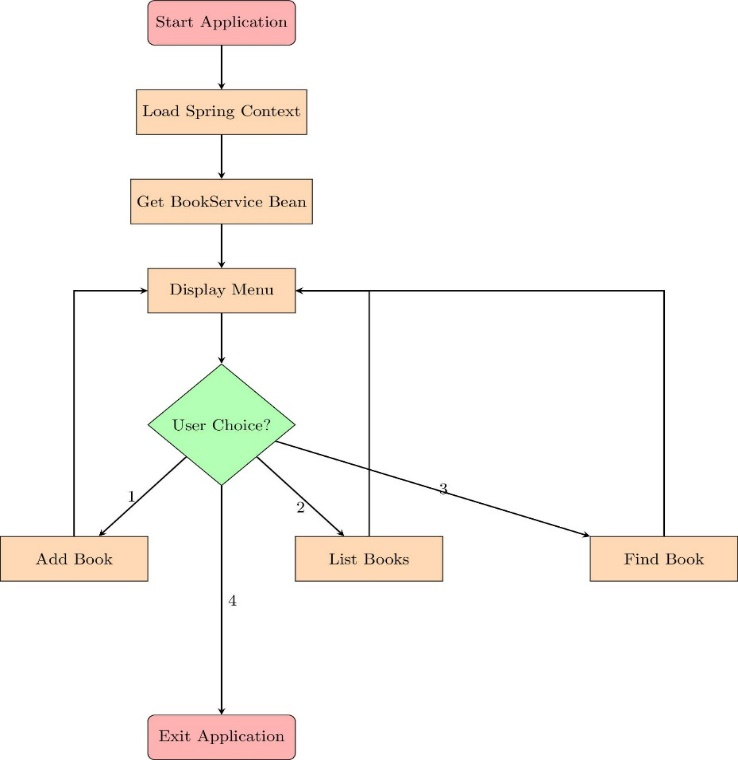 Start Application
Load Spring Context
Get BookService Bean
Display Menu
User Choice?
1
2
3
Add Book
List Books
Find Book
4
Exit Application